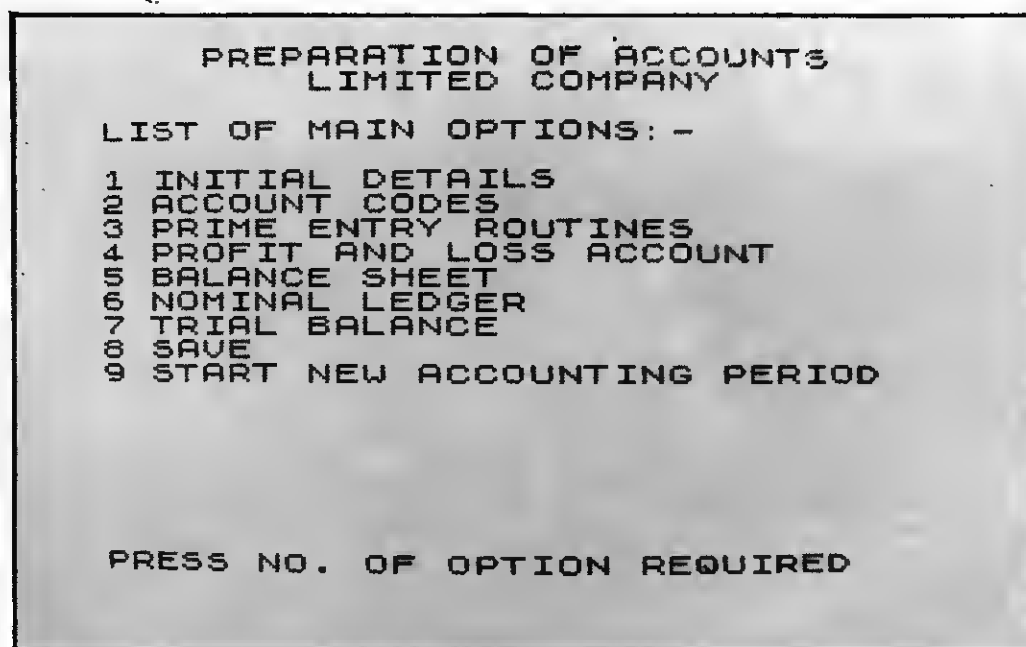 PREPARATION OF ACCOUNTS
LIMITED COMPANY
LIST OF MAIN OPTIONS:-
1 INITIAL DETAILS
2 ACCOUNT CODES
3 PRIME ENTRY ROUTINES
4 PROFIT AND LOSS ACCOUNT
5 BALANCE SHEET
6 NOMINAL LEDGER
7 TRIAL BALANCE
8 SAVE
9 START NEW ACCOUNTING PERIOD
PRESS NO. OF OPTION REQUIRED